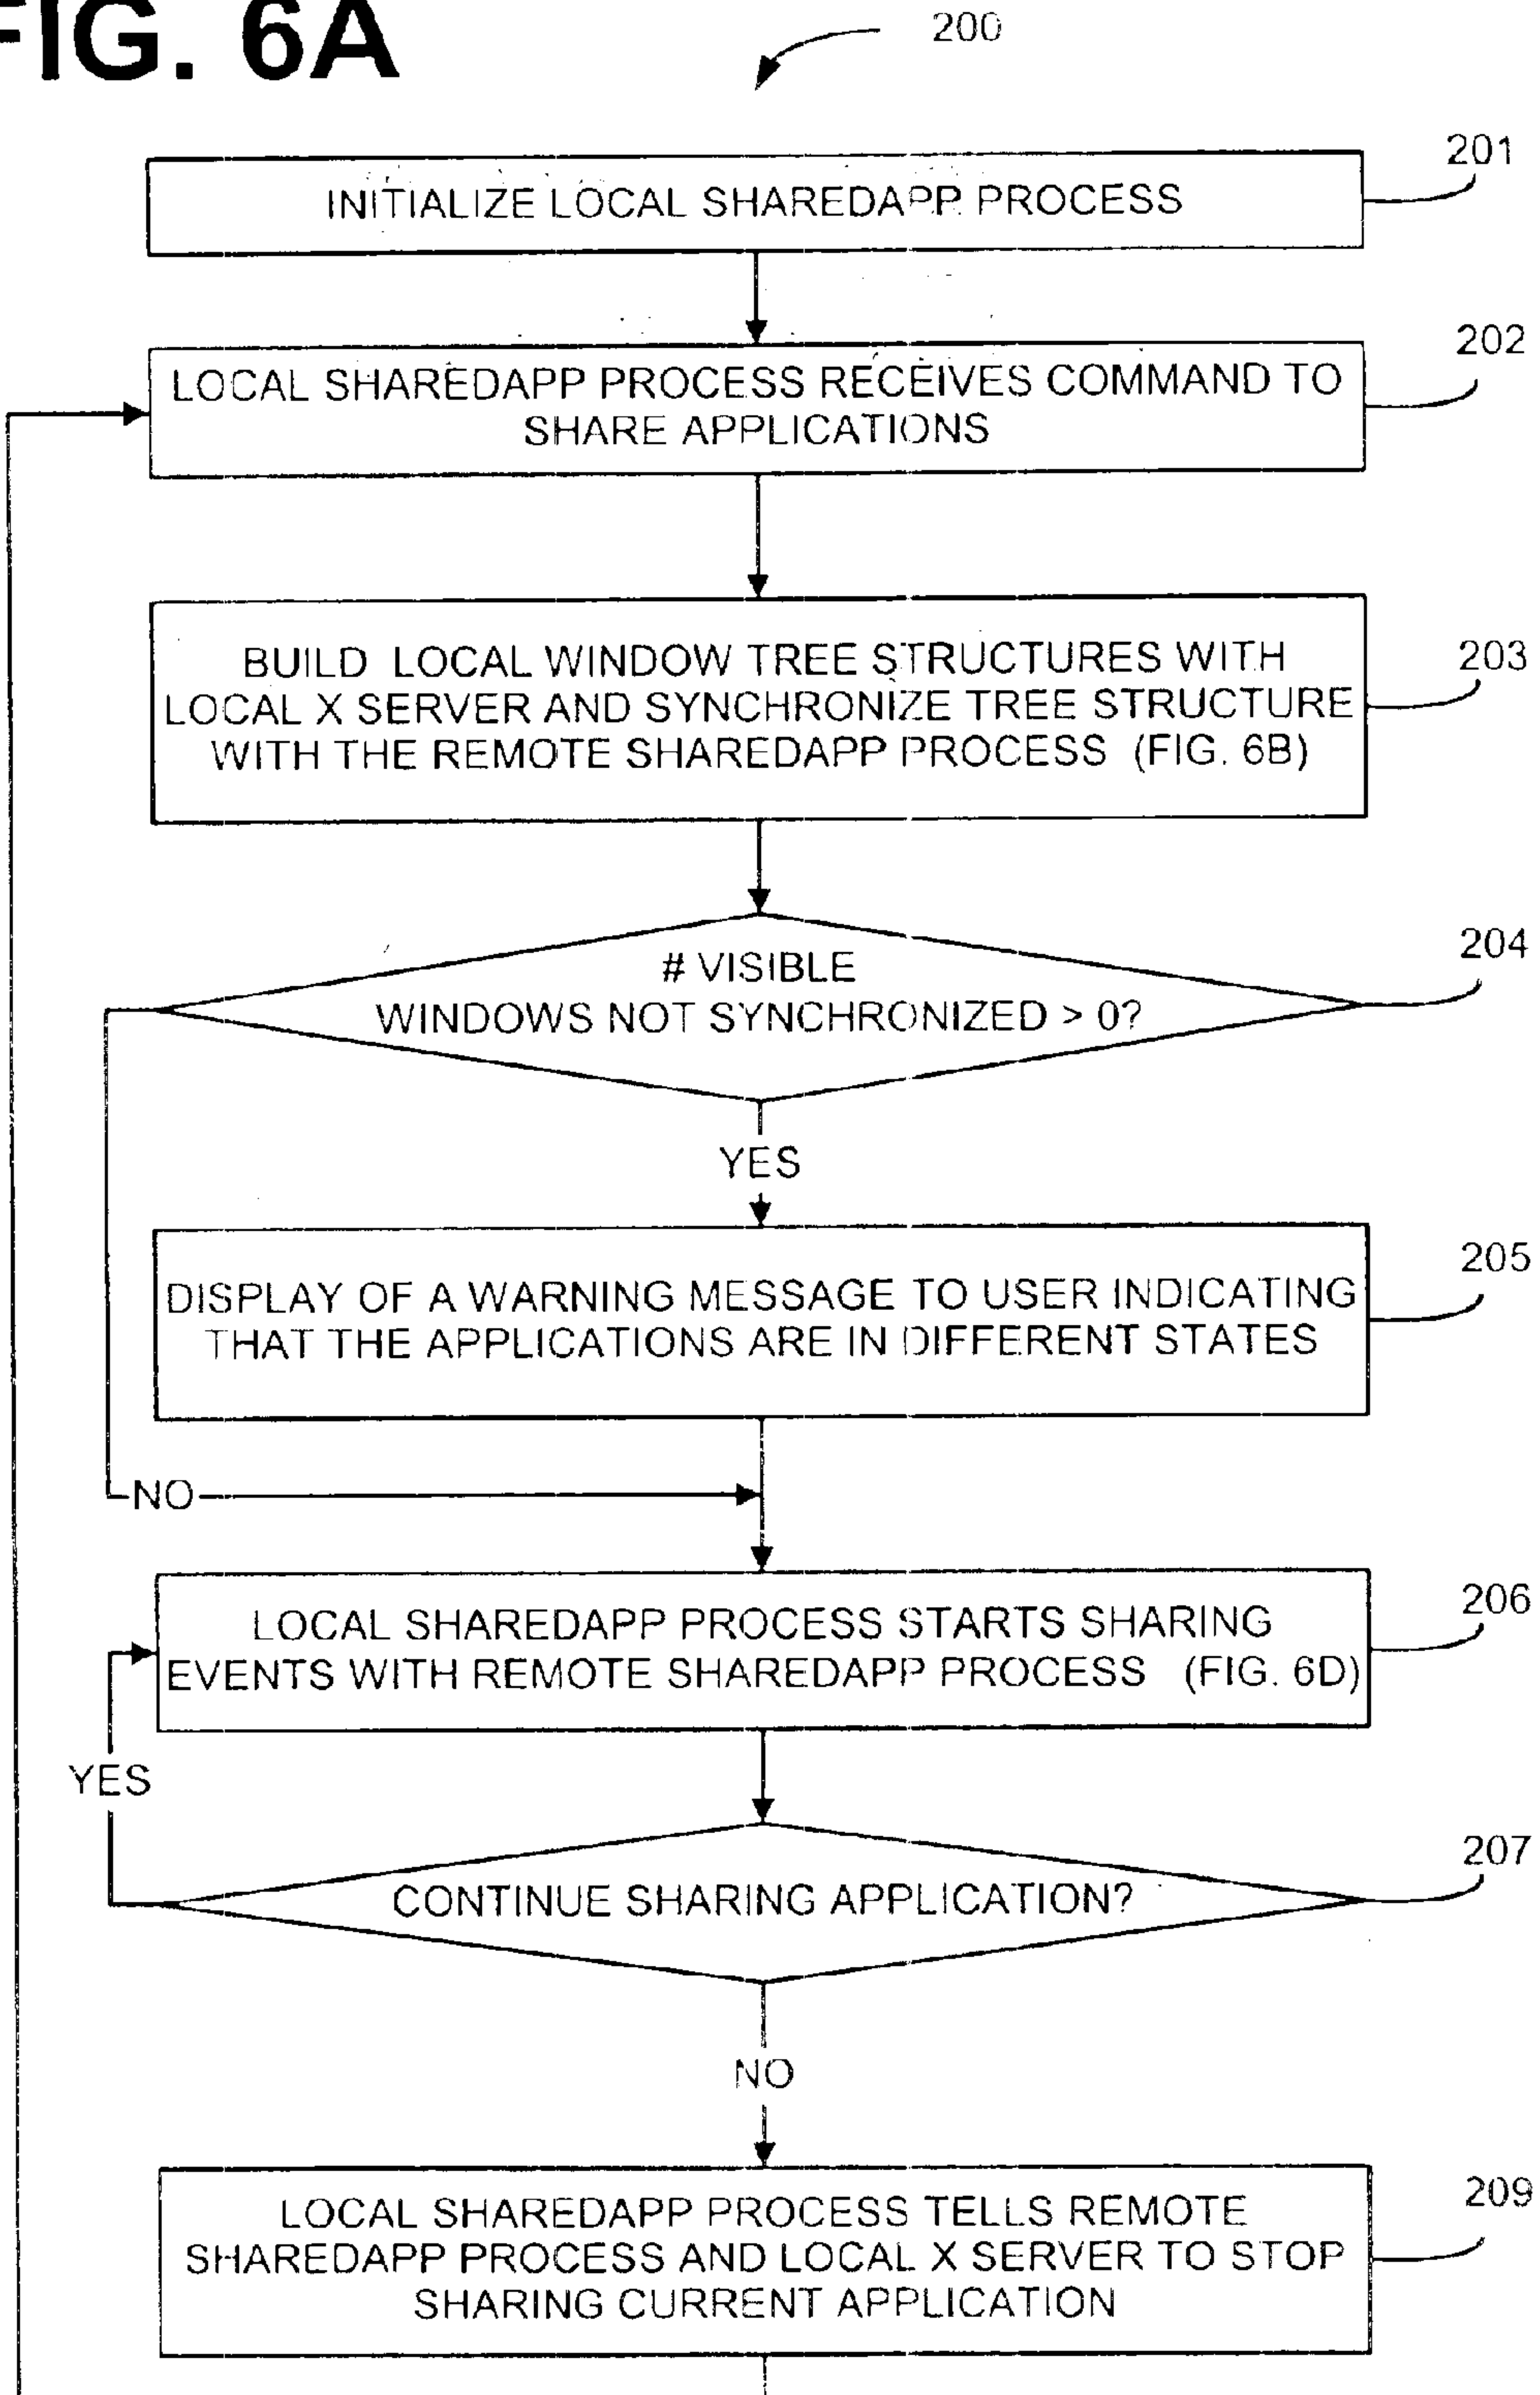 FIG. 6A
200
201
INITIALIZE LOCAL SHAREDAPP PROCESS
202
LOCAL SHAREDAPP PROCESS RECEIVES COMMAND TO
SHARE APPLICATIONS
203
BUILD LOCAL WINDOW TREE STRUCTURES WITH
LOCAL X SERVER AND SYNCHRONIZE TREE STRUCTURE
WITH THE REMOTE SHAREDAPP PROCESS (FIG. 6B)
204
# VISIBLE
WINDOWS NOT SYNCHRONIZED > 0?
YES
205
DISPLAY OF A WARNING MESSAGE TO USER INDICATING
THAT THE APPLICATIONS ARE IN DIFFERENT STATES
NO
206
LOCAL SHAREDAPP PROCESS STARTS SHARING
EVENTS WITH REMOTE SHAREDAPP PROCESS (FIG. 6D)
YES
207
CONTINUE SHARING APPLICATION?
NO
209
LOCAL SHAREDAPP PROCESS TELLS REMOTE
SHAREDAPP PROCESS AND LOCAL X SERVER TO STOP
SHARING CURRENT APPLICATION